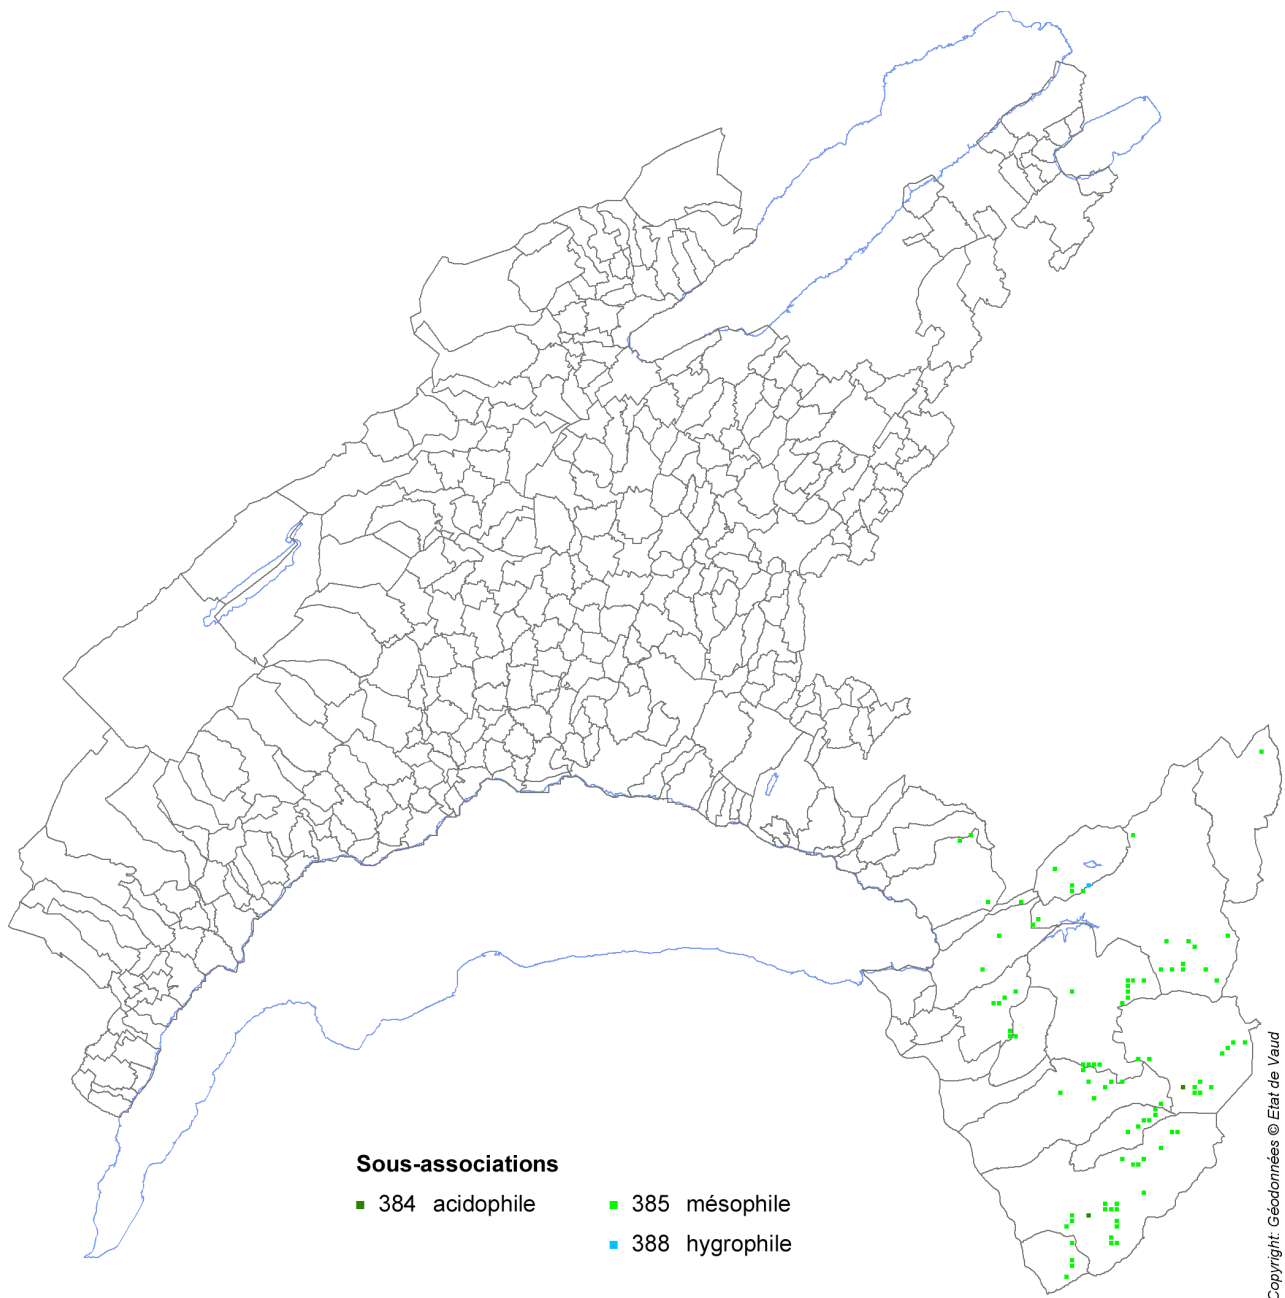 Sous-associations
384 acidophile
385 mésophile
388 hygrophile
Copyright: Géodonnées © Etat de Vaud